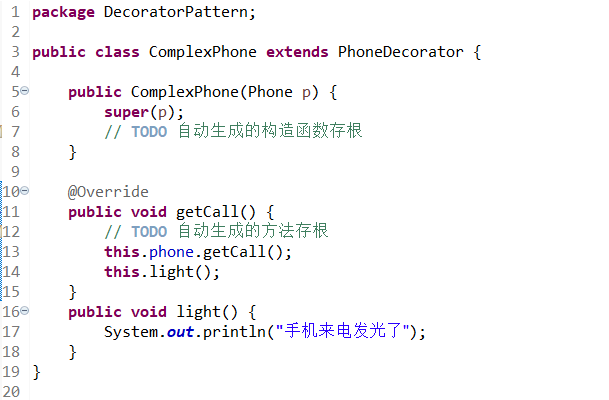 1 package DecoratorPattern;
2
3 public class ComplexPhone extends PhoneDecorator {
4
5 public ComplexPhone(Phone p) {
6 super(p);
7 // TODO 自动生成的构造函数存根
8 }
9
10 @Override
11 public void getCall() {
12 // TODO 自动生成的方法存根
13 this.phone.getCall();
14 this.light();
15 }
16 public void light() {
17 System.out.println("手机来电发光了");
18 }
19 }
20